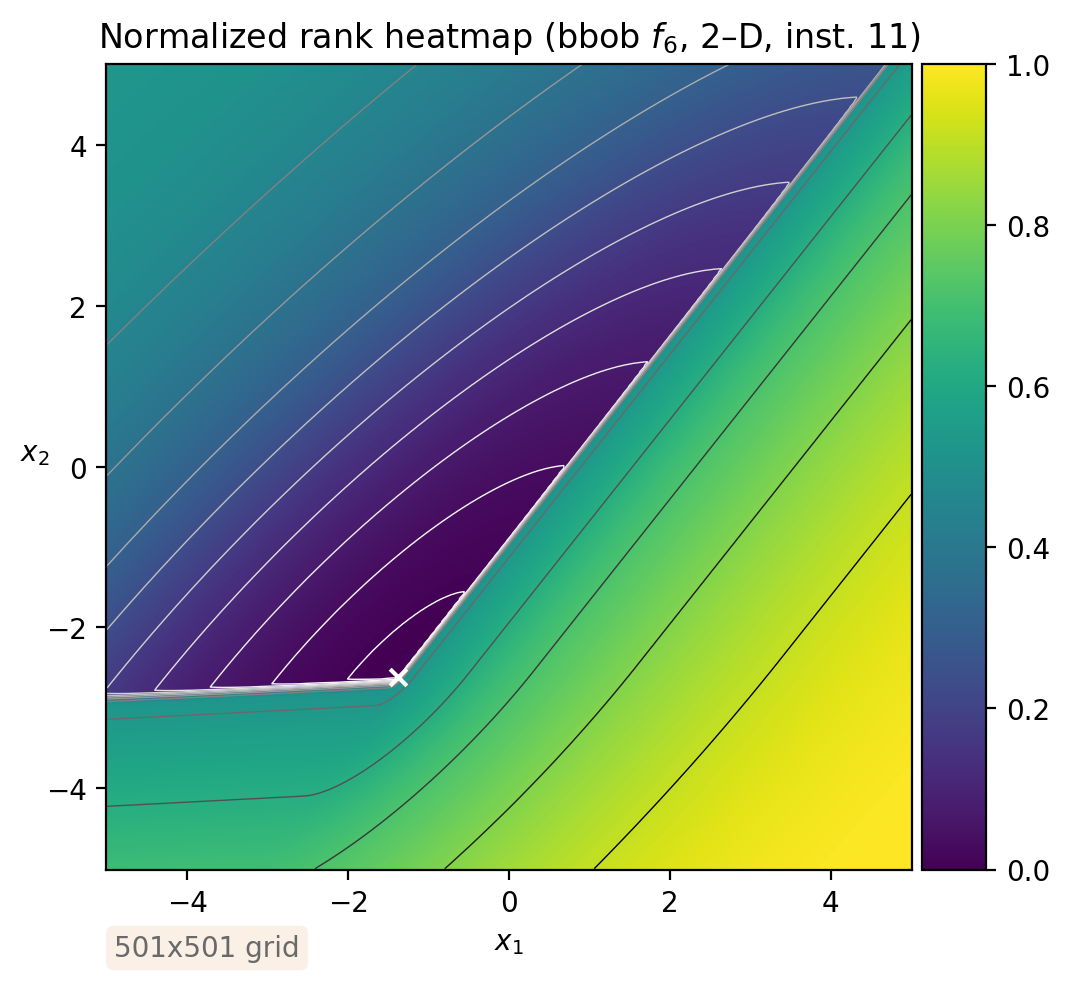 Normalized rank heatmap (bbob f₆, 2–D, inst. 11)
1.0
0.8
0.6
0.4
0.2
0.0
4
2
0
−2
−4
x₂
−4 −2 0 2 4
x₁
501x501 grid